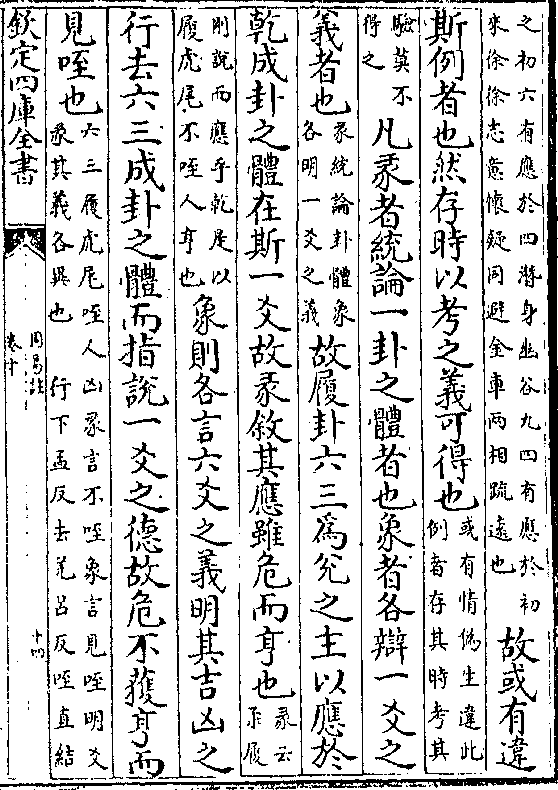 之初六有應於四潛身幽谷九四有應於初
來徐徐志意懷疑同避金車兩相疏遠也
故或有違
斯例者也然存時以考之義可得也
或有情偽生違此
例者存其時考其
驗莫不
得之
凡彖者統論一卦之體者也象者各辯一爻之
義者也
彖統論卦體象
各明一爻之義
故履卦六三為兌之主以應於
乾成卦之體在斯一爻故彖敘其應雖危而亨也
彖云
柔履
剛說而應乎乾是以
履虎尾不咥人亨也
象則各言六爻之義明其吉凶之
行去六三成卦之體而指說一爻之德故危不獲亨而
見咥也
六三履虎尾咥人凶彖言不咥象言見咥明爻
彖其義各異也 行下孟反去羌呂反咥直結
欽定四庫全書
周易註
卷十
十四